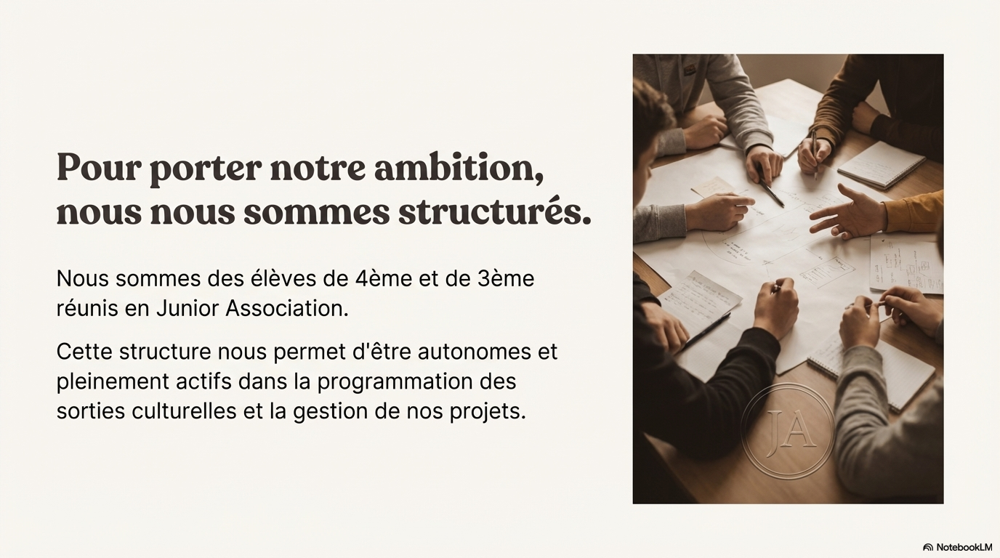 Pour porter notre ambition,
nous nous sommes structurés.
Nous sommes des élèves de 4ème et de 3ème
réunis en Junior Association.
Cette structure nous permet d'être autonomes et
pleinement actifs dans la programmation des
sorties culturelles et la gestion de nos projets.
JA
NotebookLM